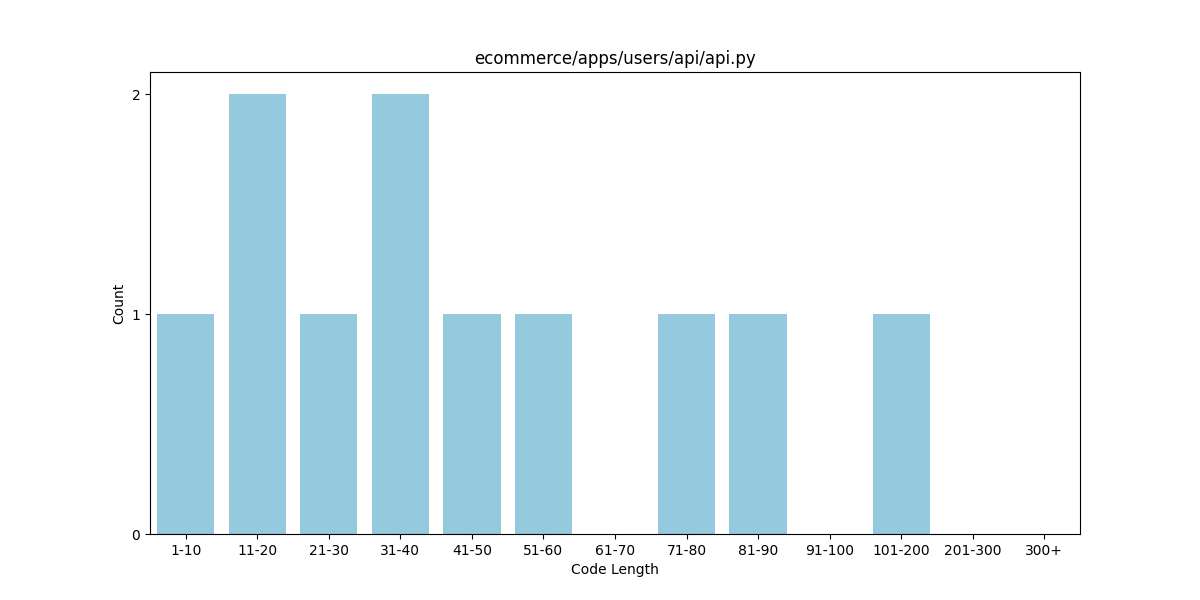 ecommerce/apps/users/api/api.py
Count
2
1
0
1-10 11-20 21-30 31-40 41-50 51-60 61-70 71-80 81-90 91-100 101-200 201-300 300+
Code Length